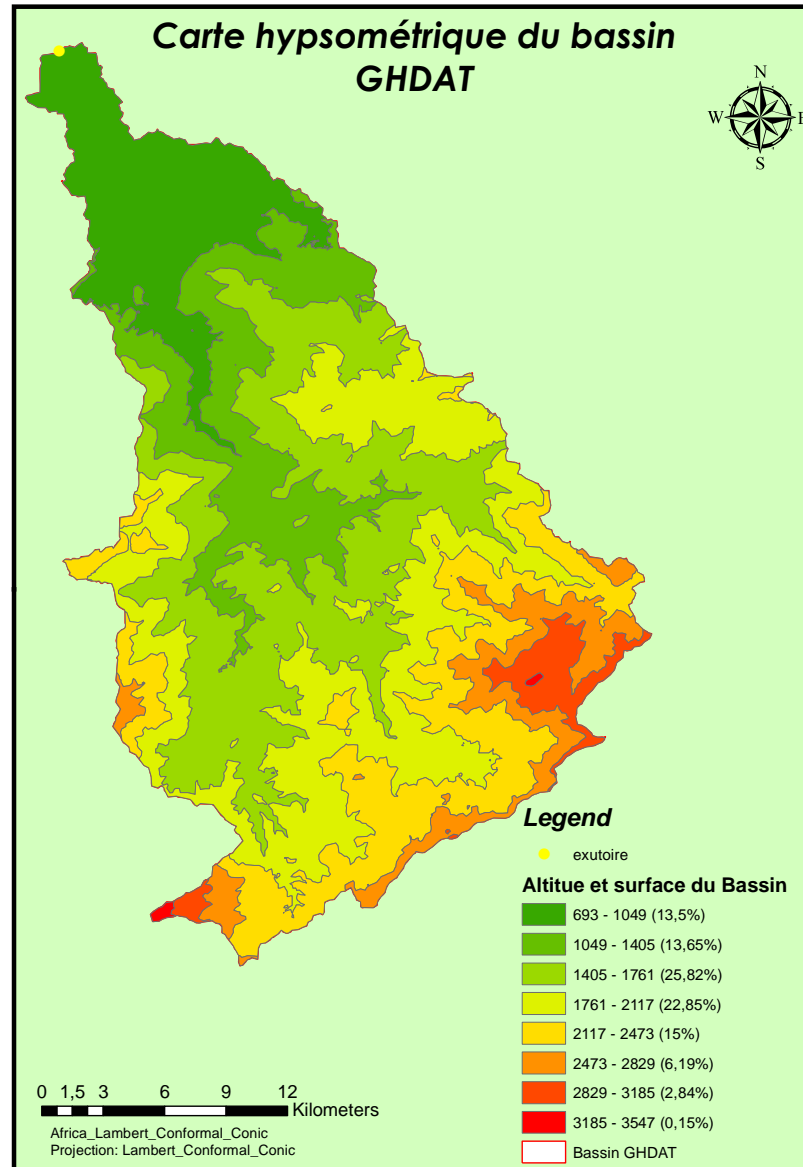 Carte hypsométrique du bassin
GHDAT
N
W E
S
Legend
exutoire
Altitue et surface du Bassin
693 - 1049 (13,5%)
1049 - 1405 (13,65%)
1405 - 1761 (25,82%)
1761 - 2117 (22,85%)
2117 - 2473 (15%)
2473 - 2829 (6,19%)
2829 - 3185 (2,84%)
3185 - 3547 (0,15%)
Bassin GHDAT
0 1,5 3 6 9 12
Kilometers
Africa_Lambert_Conformal_Conic
Projection: Lambert_Conformal_Conic